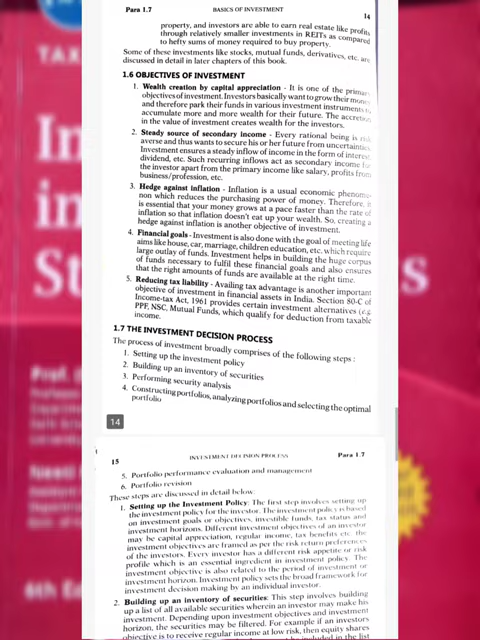 Para 1.7 BASICS OF INVESTMENT 14
property, and investors are able to earn real estate like profits
through relatively smaller investments in REITs as compared
to hefty sums of money required to buy property.
Some of these investments like stocks, mutual funds, derivatives, etc. are
discussed in detail in later chapters of this book.
1.6 OBJECTIVES OF INVESTMENT
1. Wealth creation by capital appreciation - It is one of the primary
objectives of investment. Investors basically want to grow their money
and therefore park their funds in various investment instruments to
accumulate more and more wealth for their future. The accretion
in the value of investment creates wealth for the investors.
2. Steady source of secondary income - Every rational being is risk
averse and thus wants to secure his or her future from uncertainties.
Investment ensures a steady inflow of income in the form of interest,
dividend, etc. Such recurring inflows act as secondary income for
the investor apart from the primary income like salary, profits from
business/profession, etc.
3. Hedge against inflation - Inflation is a usual economic phenome-
non which reduces the purchasing power of money. Therefore, it
is essential that your money grows at a pace faster than the rate of
inflation so that inflation doesn't eat up your wealth. So, creating a
hedge against inflation is another objective of investment.
4. Financial goals - Investment is also done with the goal of meeting life
aims like house, car, marriage, children education, etc. which require
large outlay of funds. Investment helps in building the huge corpus
of funds necessary to fulfil these financial goals and also ensures
that the right amounts of funds are available at the right time.
5. Reducing tax liability - Availing tax advantage is another important
objective of investment in financial assets in India. Section 80-C of
Income-tax Act, 1961 provides certain investment alternatives (e.g.
PPF, NSC, Mutual Funds, which qualify for deduction from taxable
income.
1.7 THE INVESTMENT DECISION PROCESS
The process of investment broadly comprises of the following steps :
1. Setting up the investment policy
2. Building up an inventory of securities
3. Performing security analysis
4. Constructing portfolios, analyzing portfolios and selecting the optimal
portfolio
14
15 INVESTMENT DECISION PROCESS Para 1.7
5. Portfolio performance evaluation and management
6. Portfolio revision
These steps are discussed in detail below:
1. Setting up the Investment Policy: The first step involves setting up
the investment policy for the investor. The investment policy is based
on investment goals or objectives, investible funds, tax status and
investment horizons. Different investment objectives of an investor
may be capital appreciation, regular income, tax benefits etc. the
investment objectives are framed as per the risk return preferences
of the investors. Every investor has a different risk appetite or risk
profile which is an essential ingredient in investment policy. The
investment objective is also related to the period of investment or
investment horizon. Investment policy sets the broad framework for
investment decision making by an individual investor.
2. Building up an inventory of securities: This step involves building
up a list of all available securities wherein an investor may make his
investment. Depending upon investment objectives and investment
horizon, the securities may be filtered. For example if an investors
objective is to receive regular income at low risk, then equity shares
be included in the list
TAX
In
in
St
s
Prof.